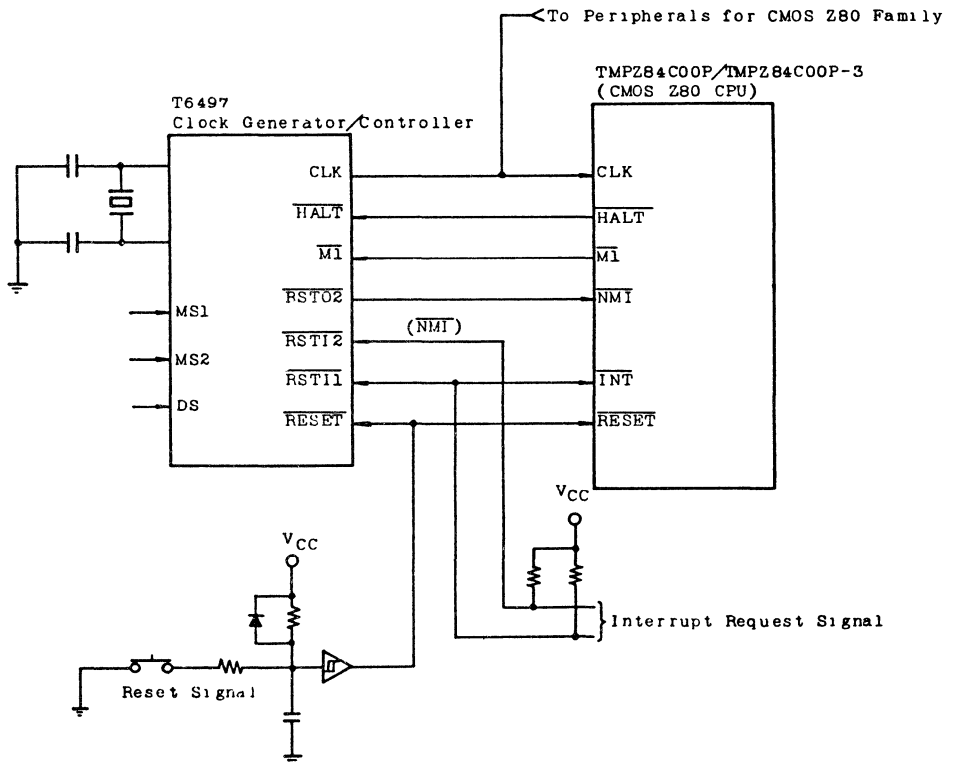 To Peripherals for CMOS Z80 Family
TMPZ84C00P/TMPZ84C00P-3
(CMOS Z80 CPU)
T6497
Clock Generator/Controller
CLK
CLK
HALT
HALT
M1
M1
RSTO2
NMI
MS1
(NMI)
RSTI2
MS2
RSTI1
INT
DS
RESET
RESET
VCC
VCC
Interrupt Request Signal
Reset Signal